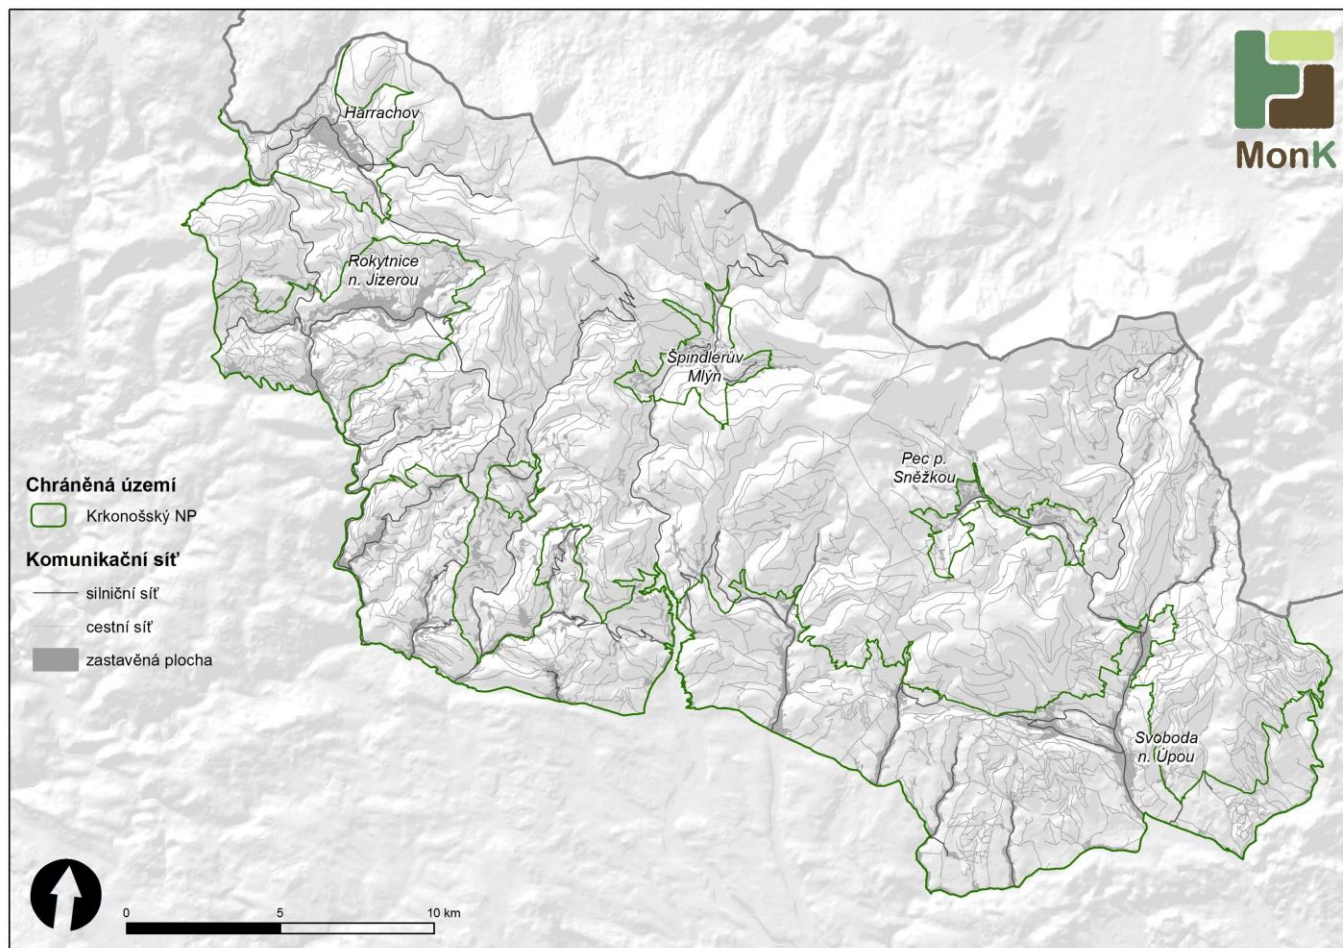 MonK
Harrachov
Rokytnice
n. Jizerou
Špindlerův
Mlýn
Pec p.
Sněžkou
Svoboda
n. Úpou
Chráněná území
Krkonošský NP
Komunikační síť
silniční síť
cestní síť
zastavěná plocha
0 5 10 km